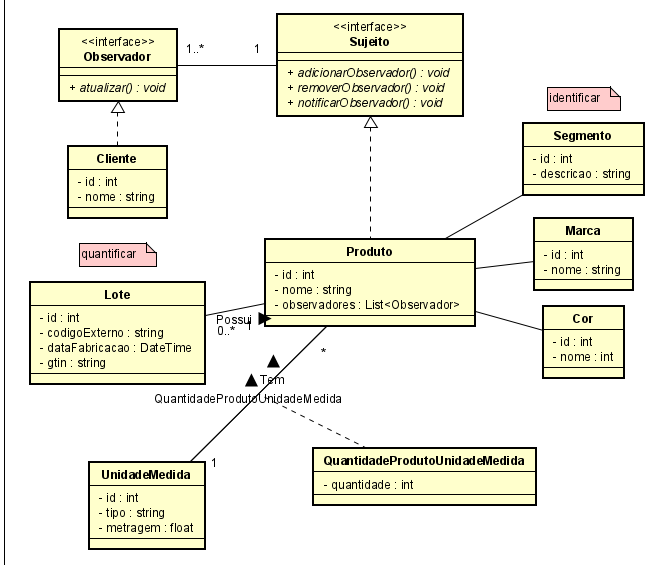 <<interface>>
Observador
+ atualizar() : void
1..*
1
<<interface>>
Sujeito
+ adicionarObservador() : void
+ removerObservador() : void
+ notificarObservador() : void
Cliente
- id : int
- nome : string
identificar
Segmento
- id : int
- descricao : string
Marca
- id : int
- nome : string
Cor
- id : int
- nome : int
Produto
- id : int
- nome : string
- observadores : List<Observador>
quantificar
Lote
- id : int
- codigoExterno : string
- dataFabricacao : DateTime
- gtin : string
Possui
0..*
1
*
Tem
QuantidadeProdutoUnidadeMedida
1
UnidadeMedida
- id : int
- tipo : string
- metragem : float
QuantidadeProdutoUnidadeMedida
- quantidade : int